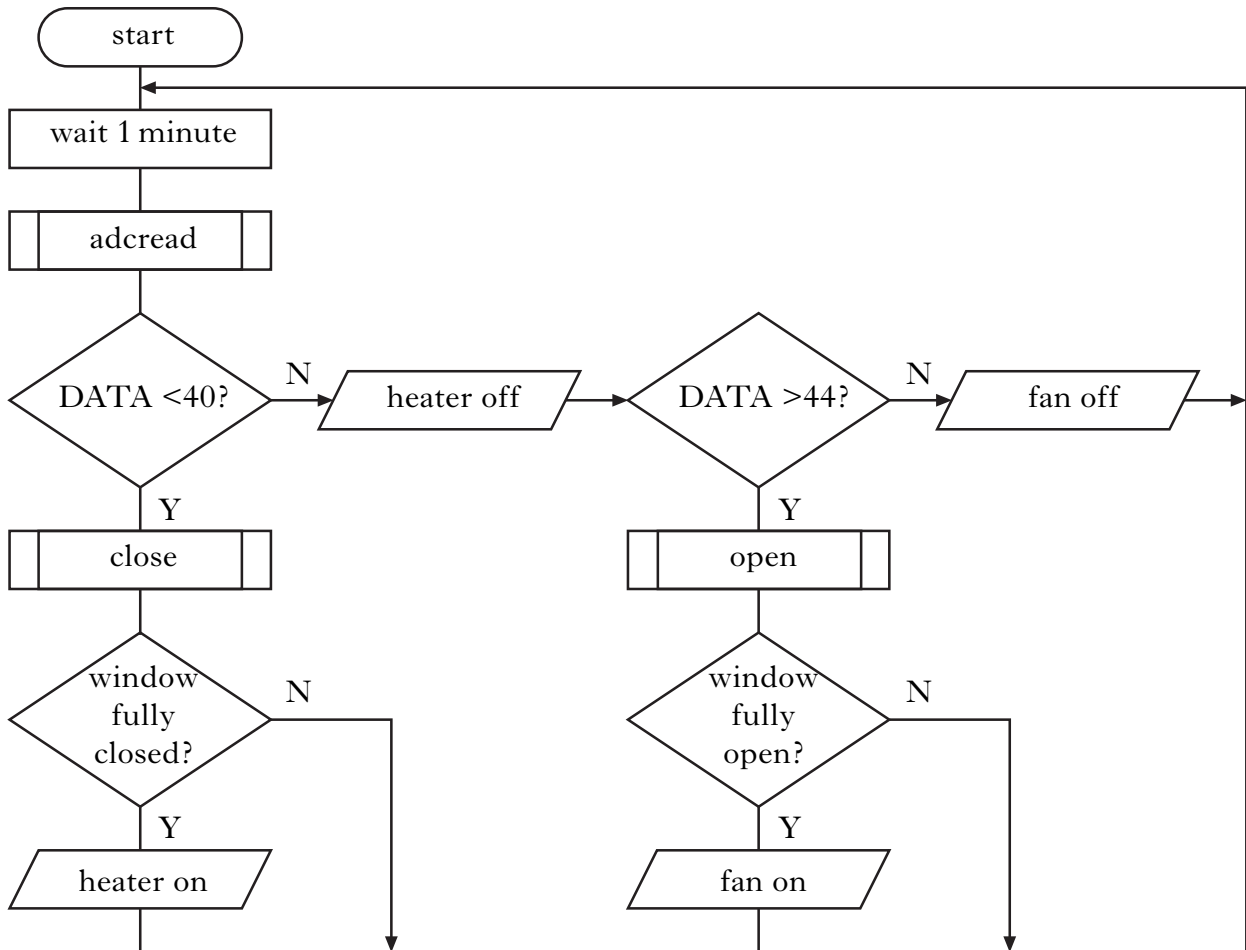 start
wait 1 minute
adcread
DATA <40?
N
heater off
DATA >44?
N
fan off
Y
close
Y
open
window
fully
closed?
N
window
fully
open?
N
Y
heater on
Y
fan on